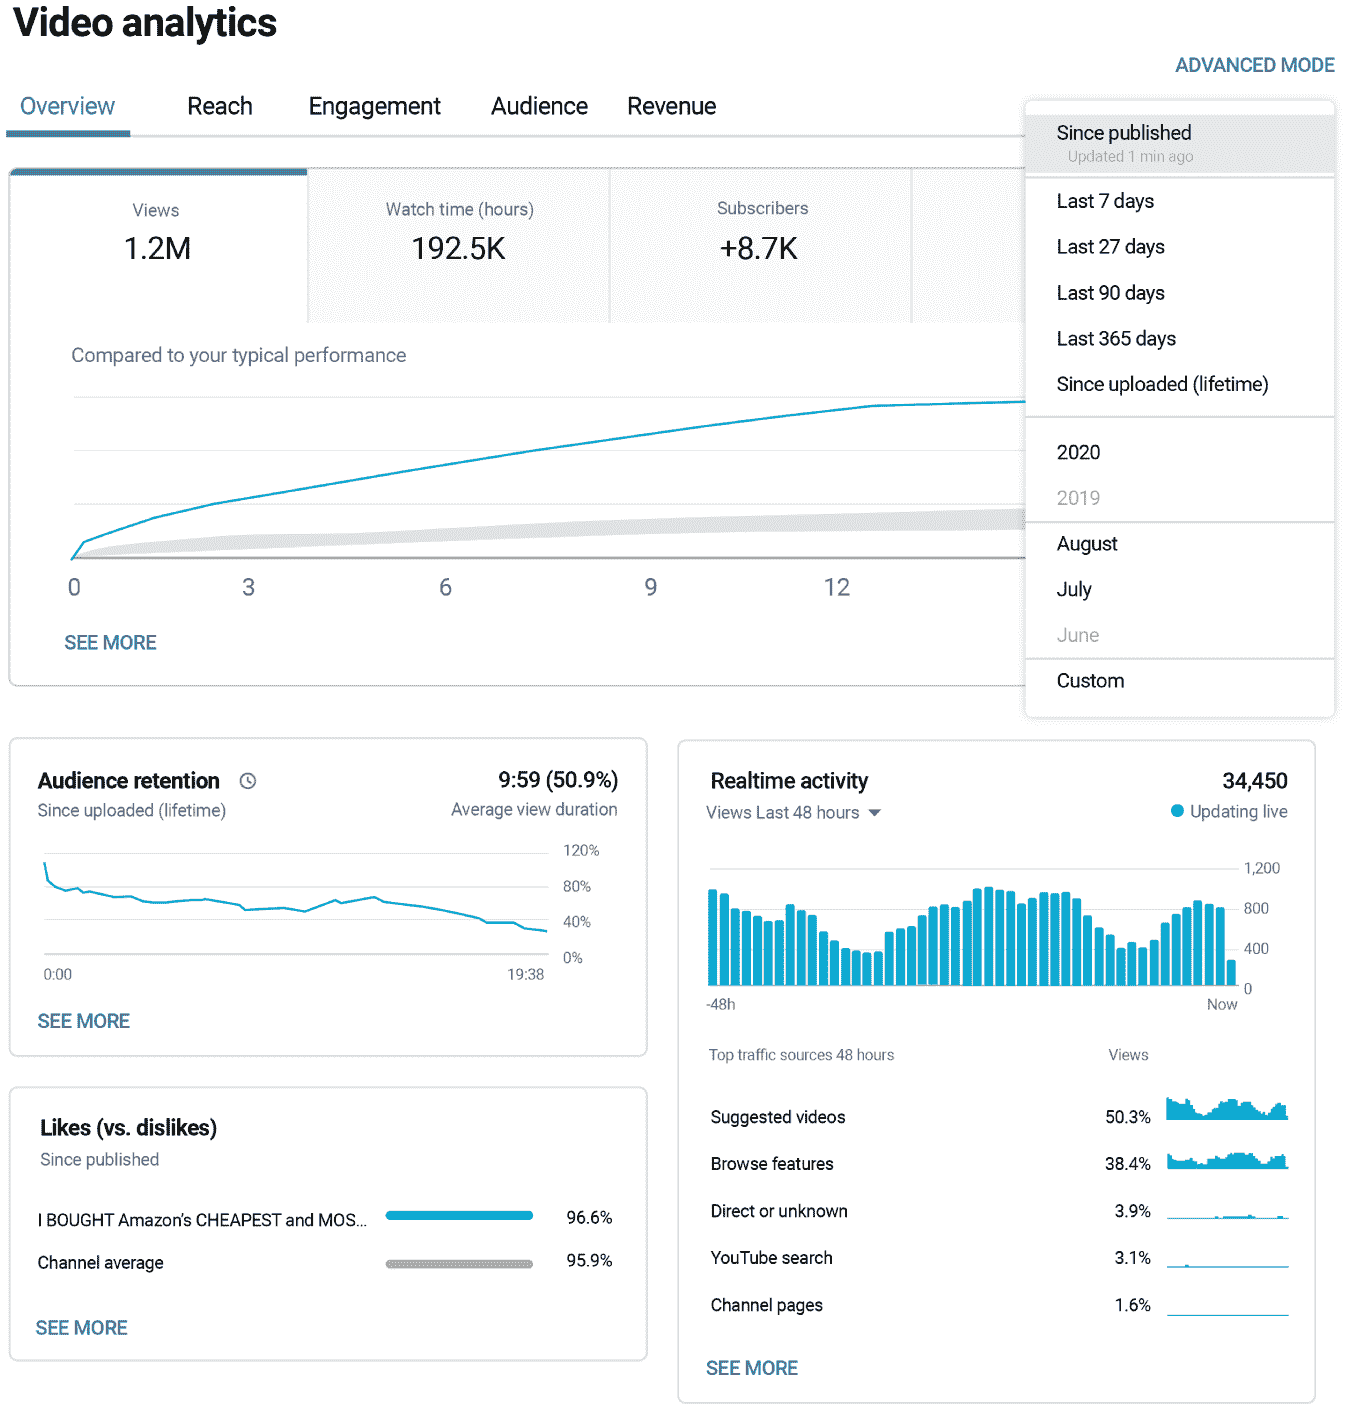 Video analytics
ADVANCED MODE
Overview Reach Engagement Audience Revenue
Since published
Updated 1 min ago
Last 7 days
Last 27 days
Last 90 days
Last 365 days
Since uploaded (lifetime)
2020
2019
August
July
June
Custom
Views
1.2M
Watch time (hours)
192.5K
Subscribers
+8.7K
Compared to your typical performance
0 3 6 9 12
SEE MORE
Audience retention 9:59 (50.9%)
Since uploaded (lifetime) Average view duration
120%
80%
40%
0%
0:00 19:38
SEE MORE
Likes (vs. dislikes)
Since published
I BOUGHT Amazon's CHEAPEST and MOS... 96.6%
Channel average 95.9%
SEE MORE
Realtime activity 34,450
Views Last 48 hours Updating live
1,200
800
400
0
-48h Now
Top traffic sources 48 hours Views
Suggested videos 50.3%
Browse features 38.4%
Direct or unknown 3.9%
YouTube search 3.1%
Channel pages 1.6%
SEE MORE